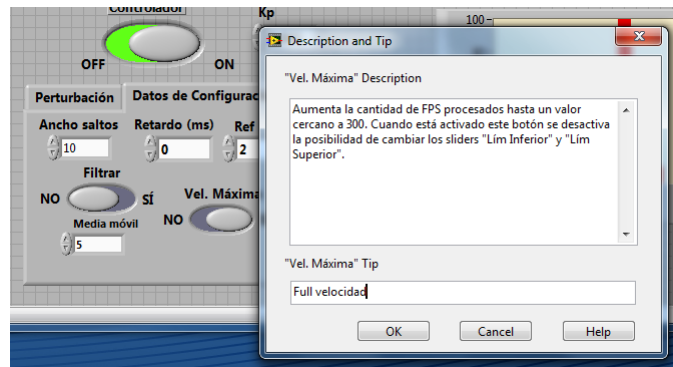 Controlador
Kp
100
OFF
ON
Description and Tip
"Vel. Máxima" Description
Aumenta la cantidad de FPS procesados hasta un valor
cercano a 300. Cuando está activado este botón se desactiva
la posibilidad de cambiar los sliders "Lím Inferior" y "Lím
Superior".
"Vel. Máxima" Tip
Full velocidad
OK
Cancel
Help
Perturbación
Datos de Configurac
Ancho saltos
Retardo (ms)
Ref
10
0
2
Filtrar
NO
SÍ
Vel. Máxima
NO
Media móvil
5